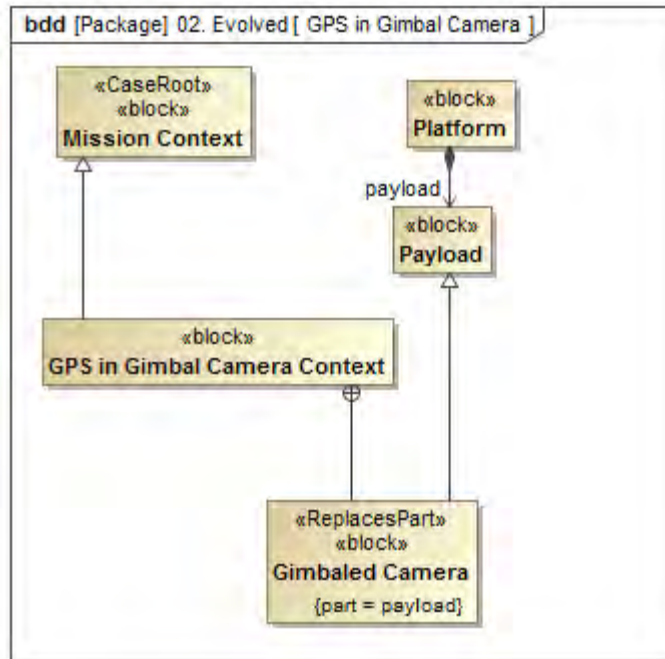 bdd [Package] 02. Evolved [ GPS in Gimbal Camera ]
«CaseRoot»
«block»
Mission Context
«block»
Platform
payload
«block»
Payload
«block»
GPS in Gimbal Camera Context
«ReplacesPart»
«block»
Gimbaled Camera
{part = payload}